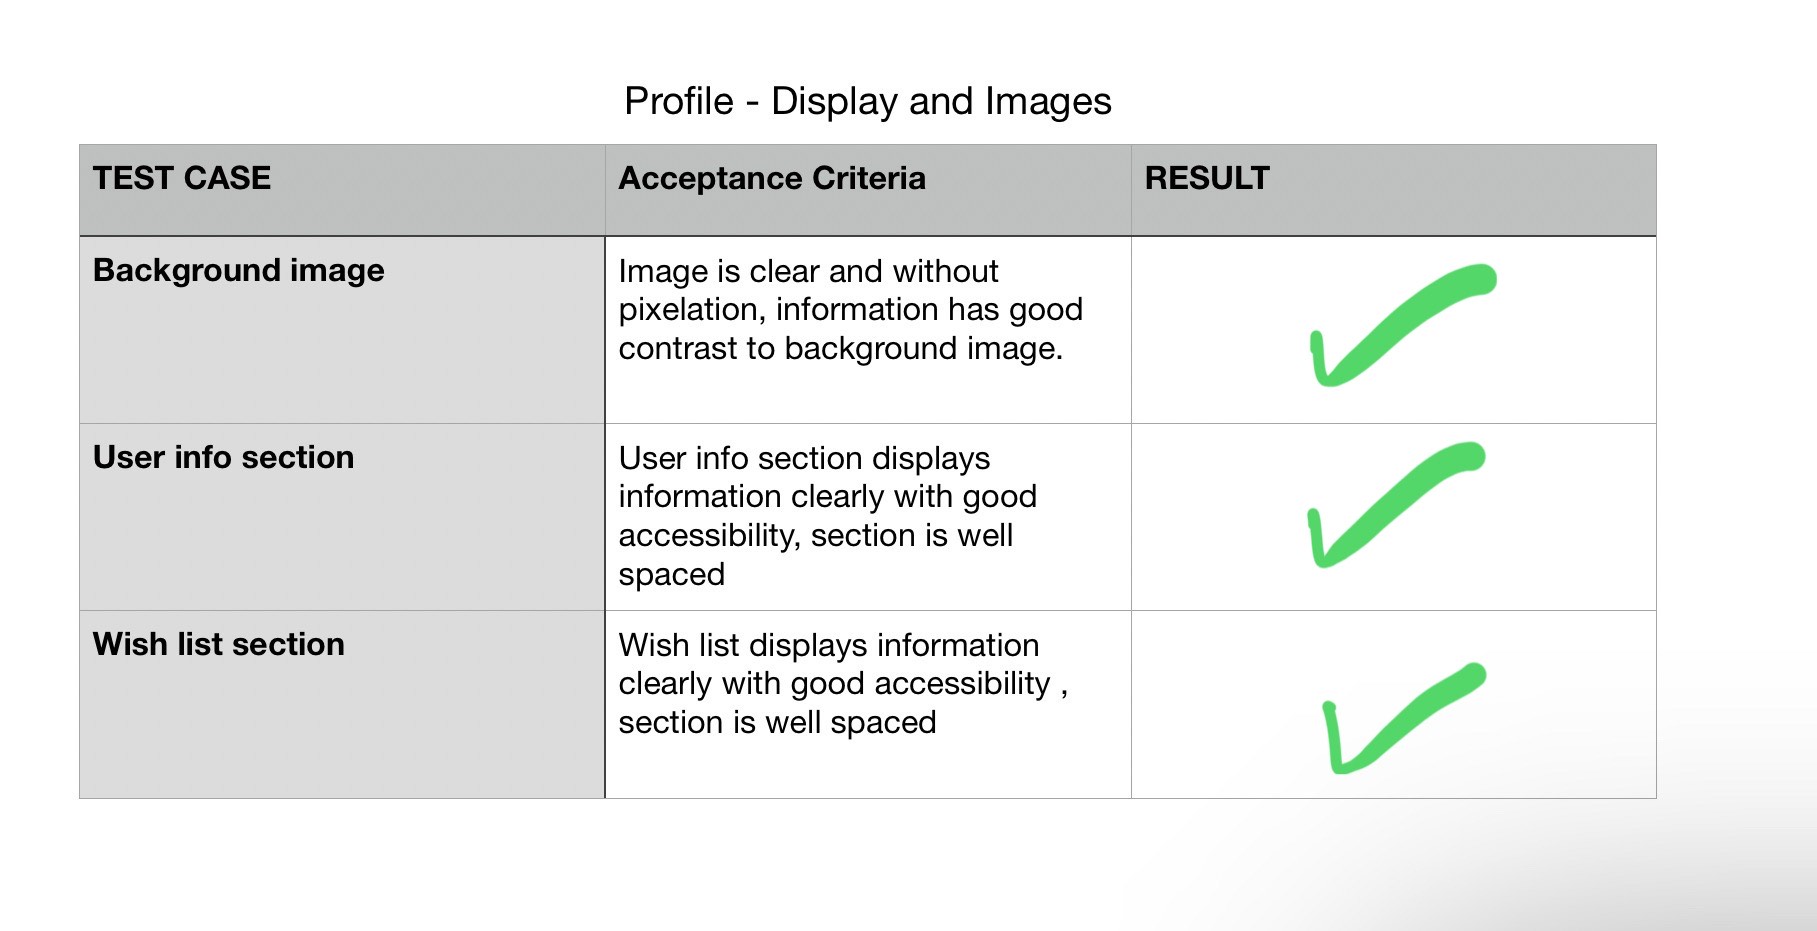 Profile - Display and Images
TEST CASE
Acceptance Criteria
RESULT
Background image
Image is clear and without
pixelation, information has good
contrast to background image.
User info section
User info section displays
information clearly with good
accessibility, section is well
spaced
Wish list section
Wish list displays information
clearly with good accessibility ,
section is well spaced